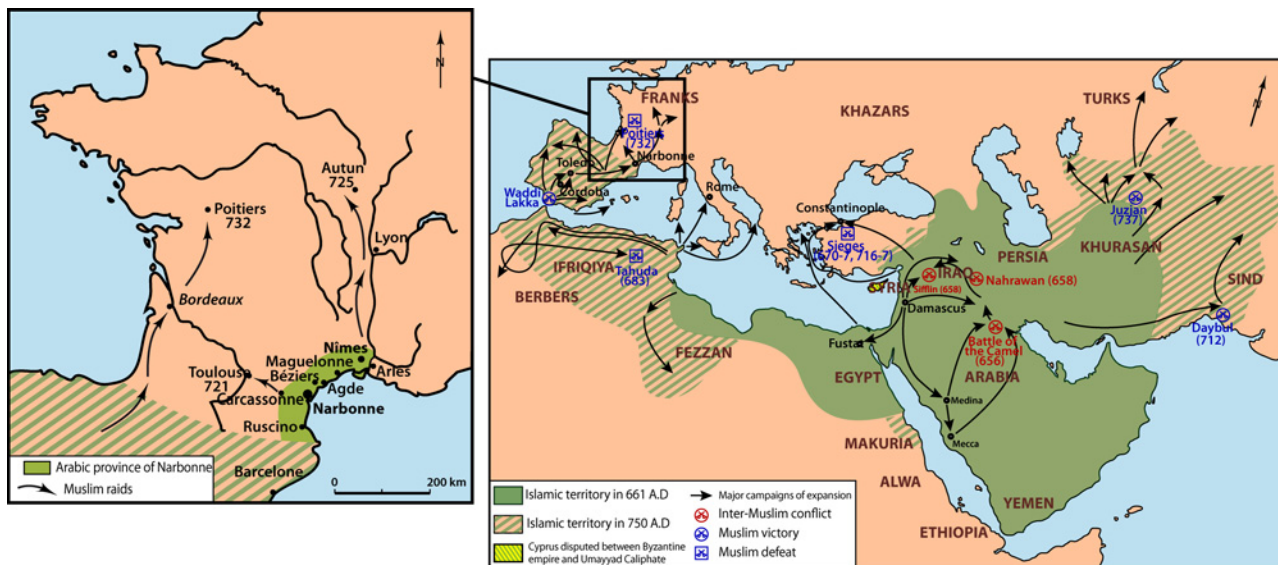 N
Autun
725
Poitiers
732
Lyon
Bordeaux
Nîmes
Maguelonne
Toulouse
721
Béziers
Arles
Agde
Carcassonne
Narbonne
Ruscino
Barcelone
Arabic province of Narbonne
Muslim raids
0
200 km
FRANKS
KHAZARS
TURKS
N
Poitiers
(732)
Narbonne
Toledo
Cordoba
Waddi
Lakka
Rome
Constantinople
Sieges
(670-7, 716-7)
Juzjan
(737)
KHURASAN
PERSIA
IFRIQIYA
Tahuda
(683)
BERBERS
SYRIA
IRAQ
Siffin (658)
Nahrawan (658)
SIND
Damascus
Daybul
(712)
Fustat
Battle of
the Camel
(656)
FEZZAN
EGYPT
ARABIA
Medina
MAKURIA
Mecca
ALWA
YEMEN
ETHIOPIA
Islamic territory in 661 A.D
Islamic territory in 750 A.D
Cyprus disputed between Byzantine
empire and Umayyad Caliphate
Major campaigns of expansion
Inter-Muslim conflict
Muslim victory
Muslim defeat